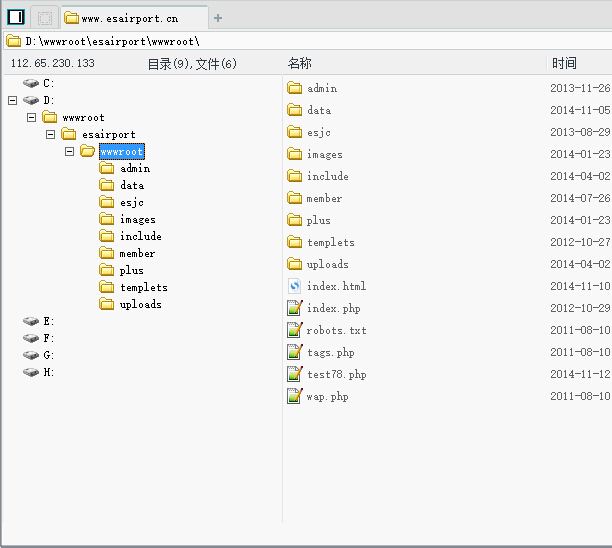 www.esairport.cn
D:\wwwroot\esairport\wwwroot\
112.65.230.133 目录(9),文件(6) 名称 时间
C:
D:
wwwroot
esairport
wwwroot
admin
data
esjc
images
include
member
plus
templets
uploads
E:
F:
G:
H:
admin 2013-11-26
data 2014-11-05
esjc 2013-08-29
images 2014-01-23
include 2014-04-02
member 2014-07-26
plus 2014-01-23
templets 2012-10-27
uploads 2014-04-02
index.html 2014-11-10
index.php 2012-10-29
robots.txt 2011-08-10
tags.php 2011-08-10
test78.php 2014-11-12
wap.php 2011-08-10